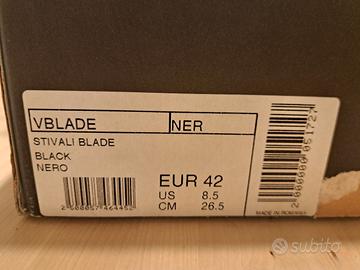 VBLADE NER
STIVALI BLADE
BLACK
NERO
EUR 42
US 8.5
CM 26.5
MADE IN ROMANIA
subito